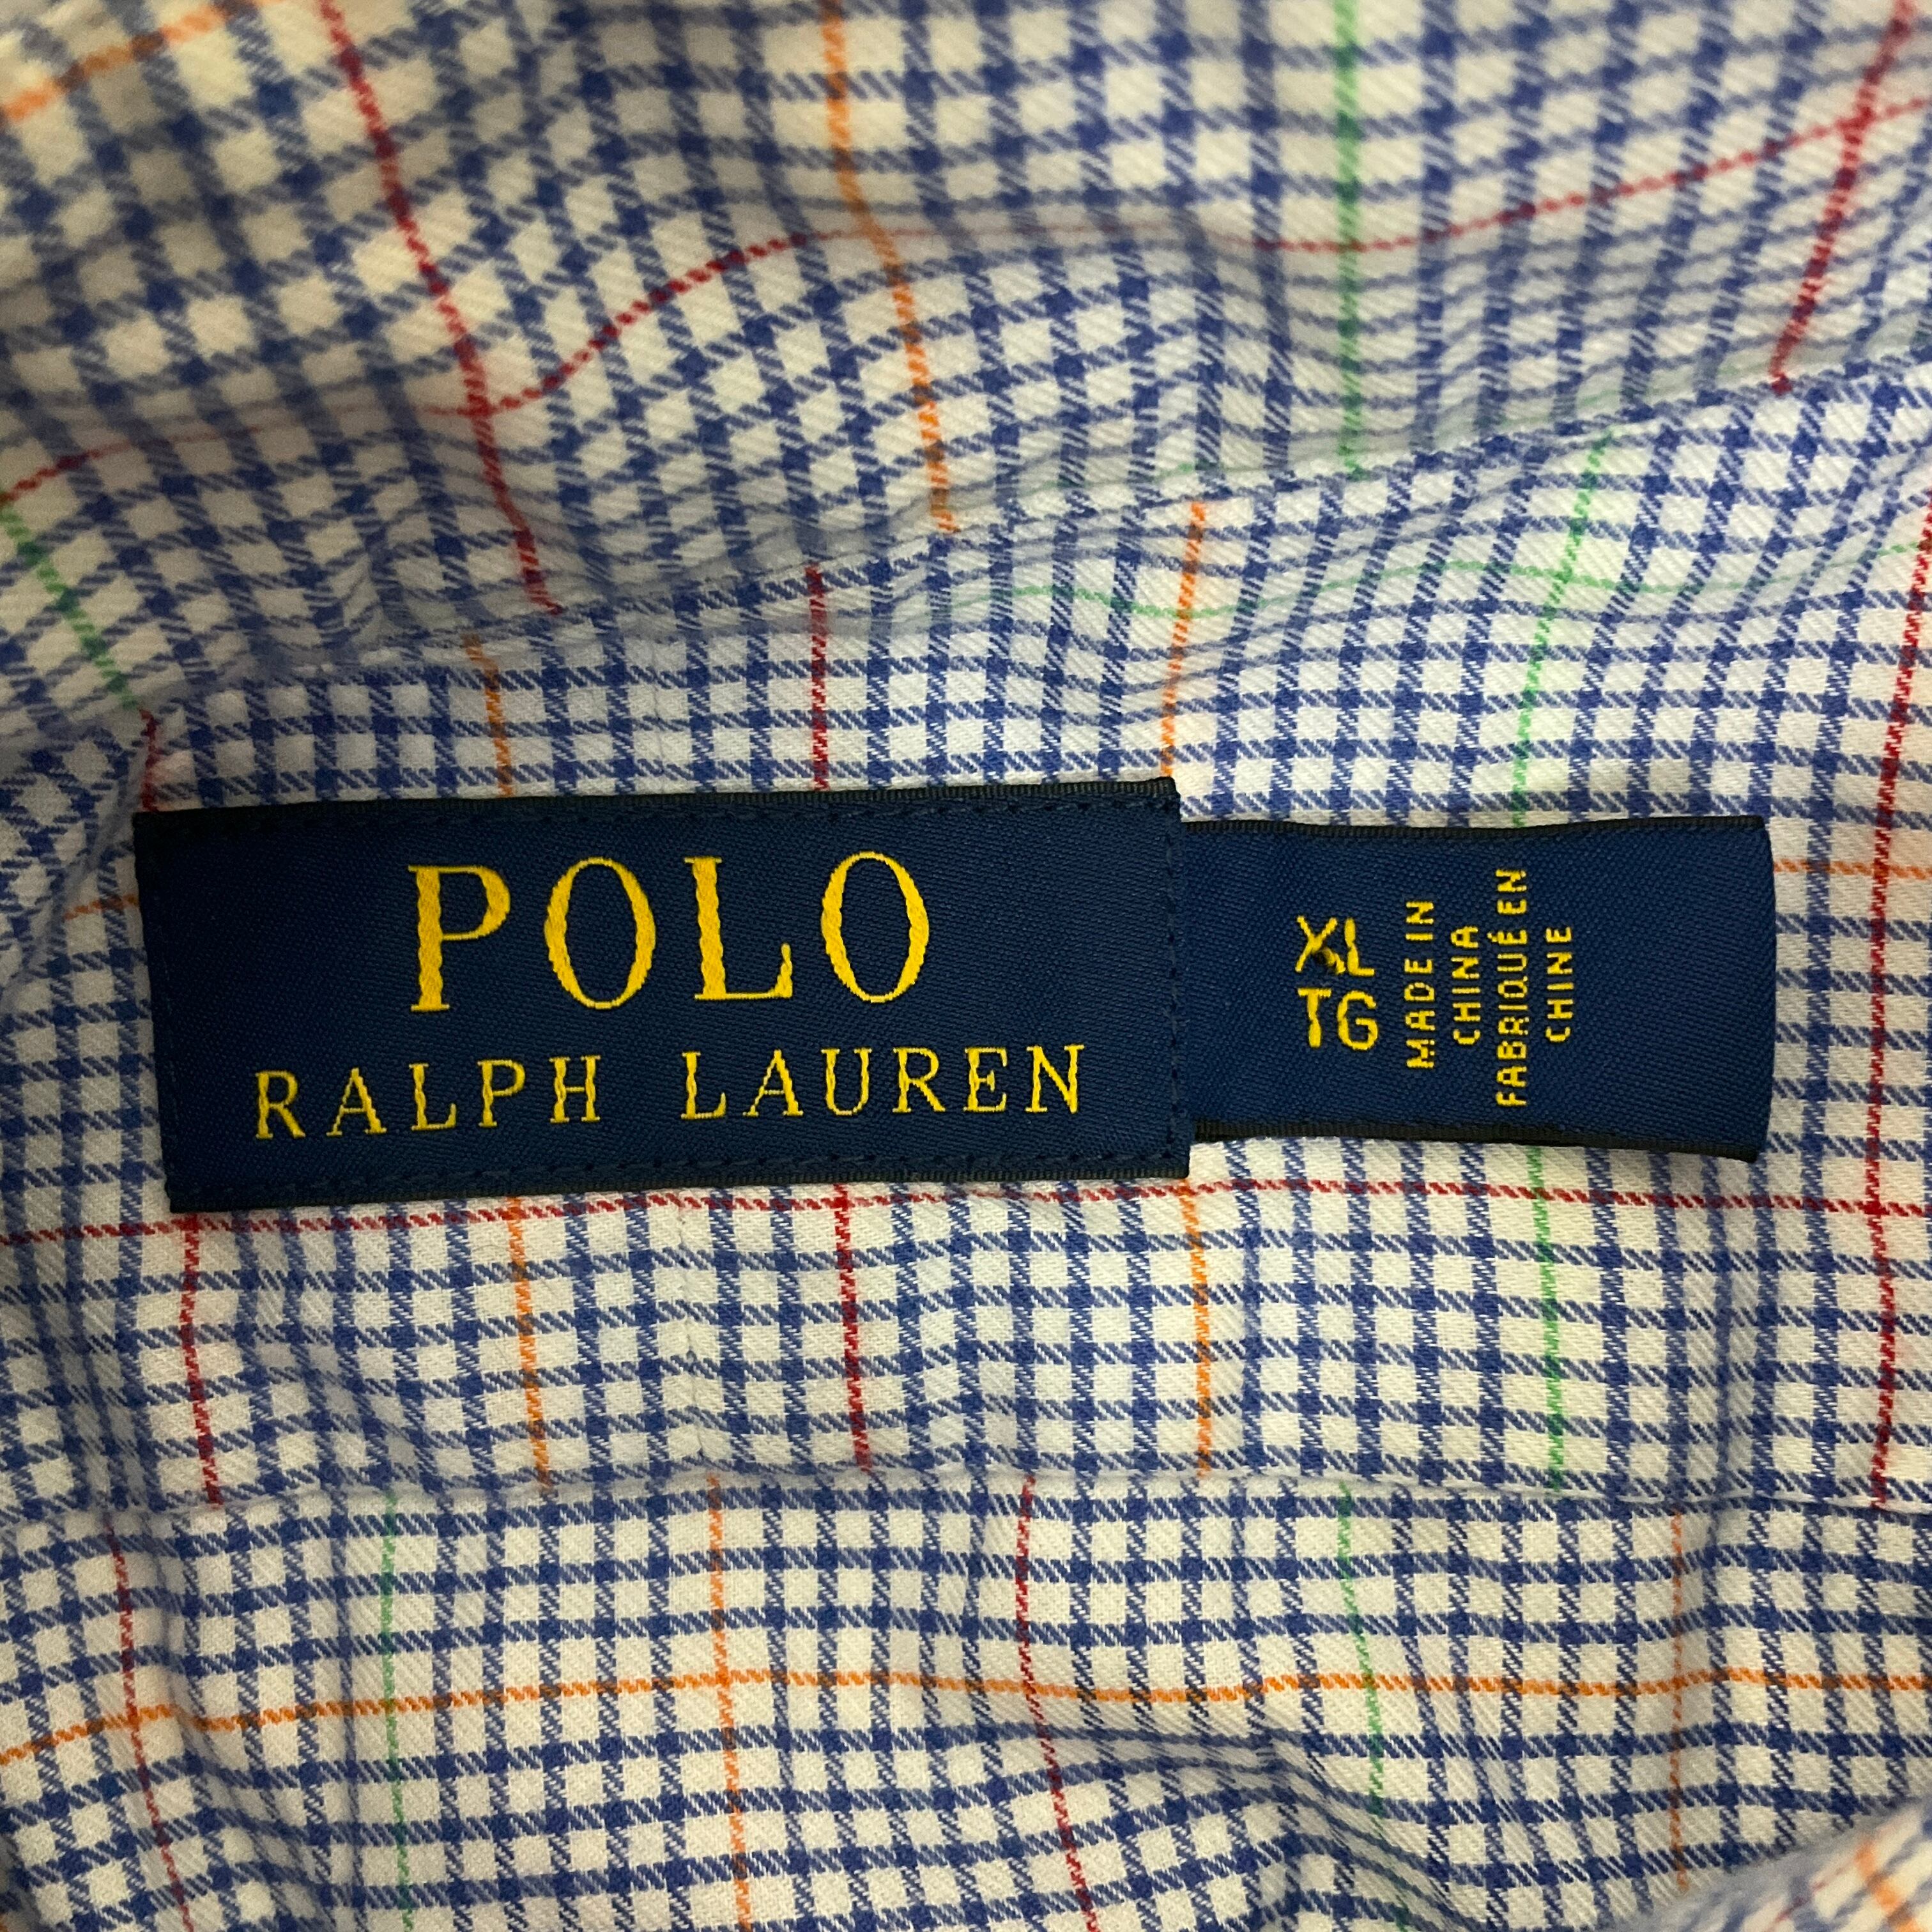 POLO
RALPH LAUREN
XL
TG
MADE IN
CHINA
FABRIQUÉ EN
CHINE